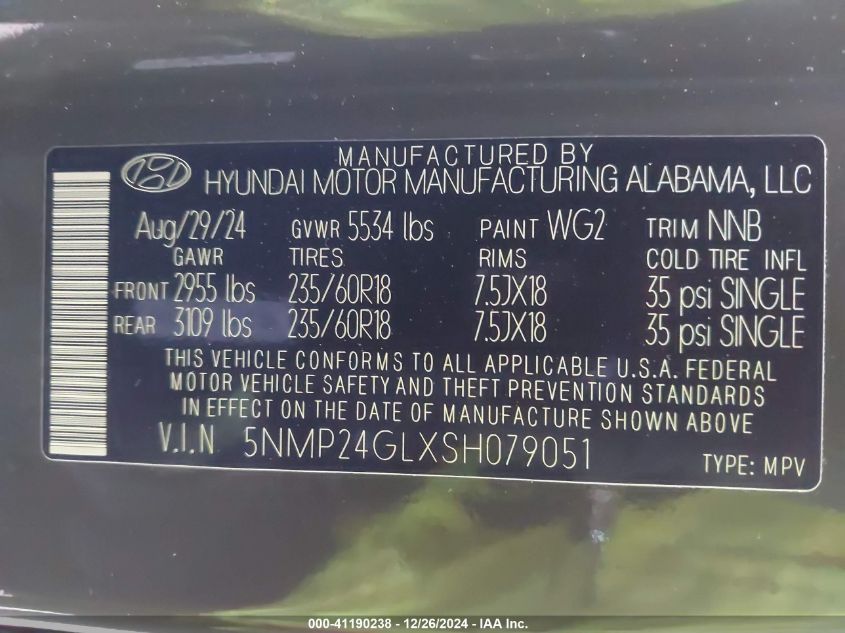 MANUFACTURED BY
HYUNDAI MOTOR MANUFACTURING ALABAMA, LLC
Aug/29/24 GVWR 5534 lbs PAINT WG2 TRIM NNB
GAWR TIRES RIMS COLD TIRE INFL
FRONT 2955 lbs 235/60R18 7.5JX18 35 psi SINGLE
REAR 3109 lbs 235/60R18 7.5JX18 35 psi SINGLE
THIS VEHICLE CONFORMS TO ALL APPLICABLE U.S.A. FEDERAL
MOTOR VEHICLE SAFETY AND THEFT PREVENTION STANDARDS
IN EFFECT ON THE DATE OF MANUFACTURE SHOWN ABOVE.
V.I.N 5NMP24GLXSH079051 TYPE: MPV
000-41190238 - 12/26/2024 - IAA Inc.